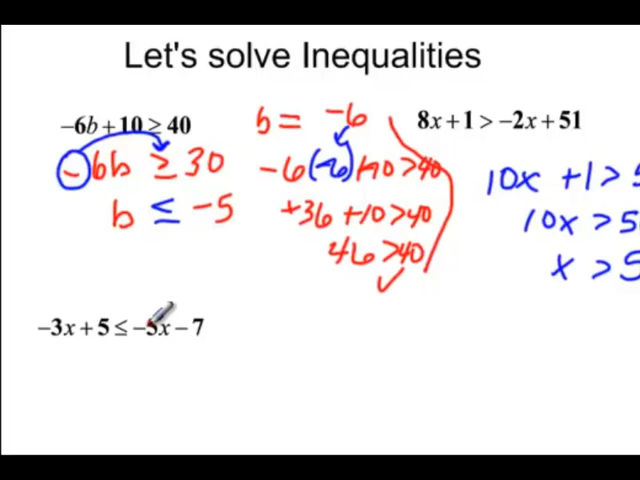 Let's solve Inequalities
-6b + 10 ≥ 40
-6b ≥ 30
b ≤ -5
b = -6
-6(-6)+10>40
+36 +10>40
46>40
✓
8x + 1 > -2x + 51
10x +1 > 5
10x > 5
x > 5
-3x + 5 ≤ -5x - 7